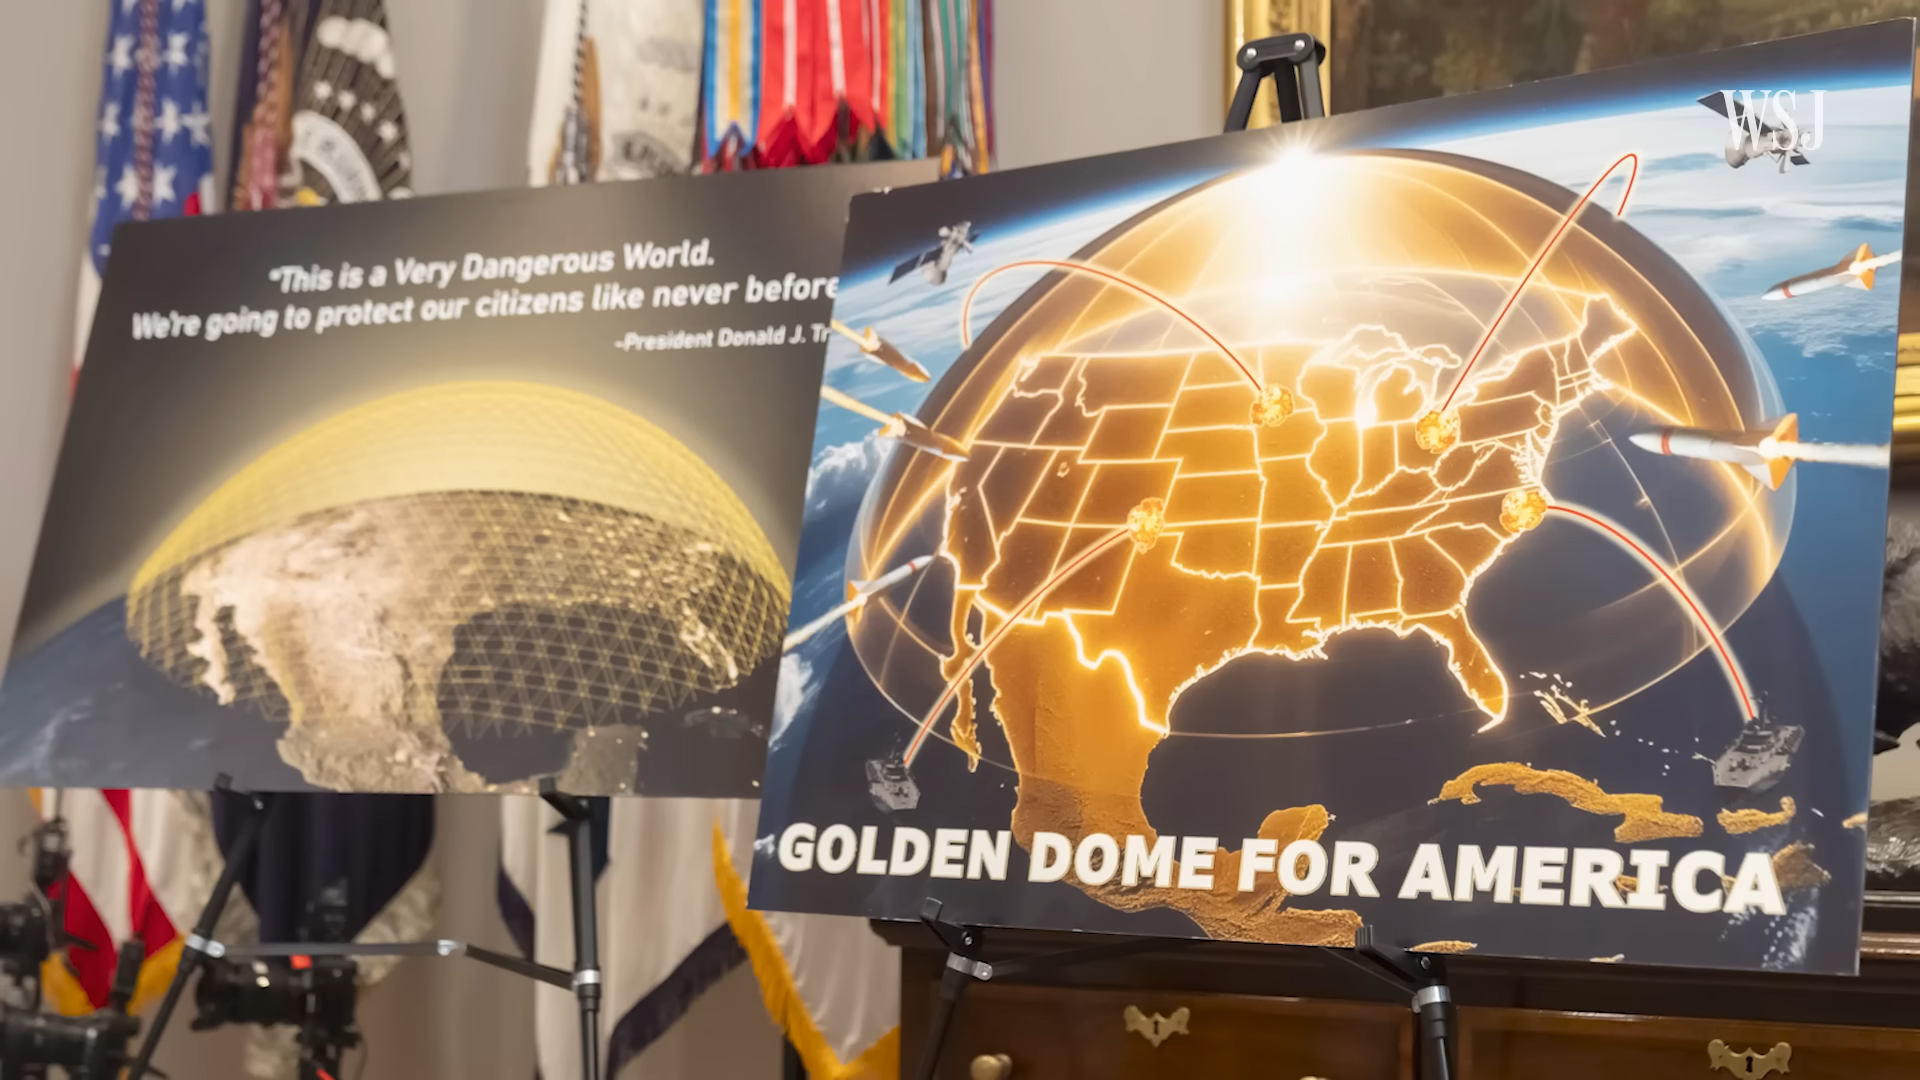 WSJ
"This is a Very Dangerous World.
We're going to protect our citizens like never before
-President Donald J.
GOLDEN DOME FOR AMERICA